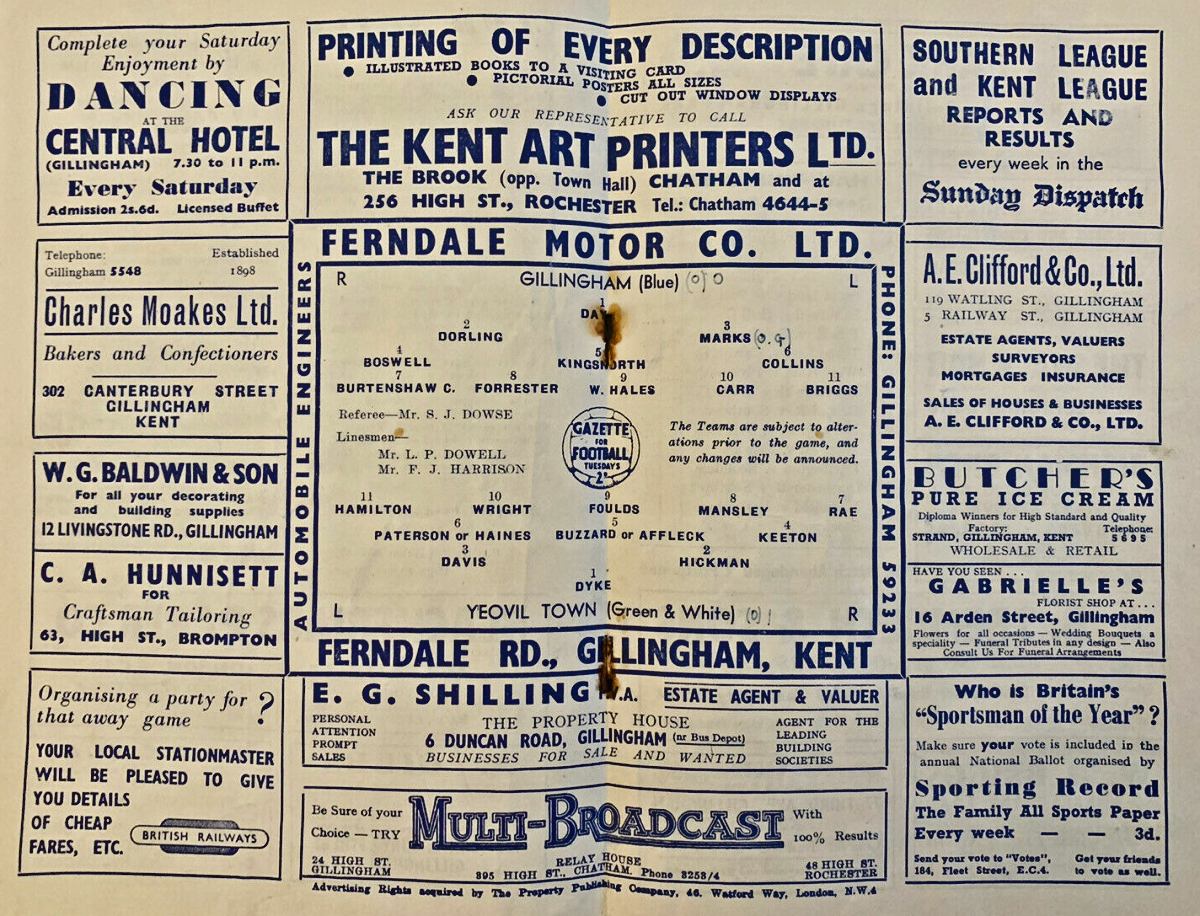 Complete your Saturday
Enjoyment by
DANCING
AT THE
CENTRAL HOTEL
(GILLINGHAM) 7.30 to 11 p.m.
Every Saturday
Admission 2s.6d. Licensed Buffet
PRINTING OF EVERY DESCRIPTION
● ILLUSTRATED BOOKS TO A VISITING CARD
● PICTORIAL POSTERS ALL SIZES
● CUT OUT WINDOW DISPLAYS
ASK OUR REPRESENTATIVE TO CALL
THE KENT ART PRINTERS LTD.
THE BROOK (opp. Town Hall) CHATHAM and at
256 HIGH ST., ROCHESTER Tel.: Chatham 4644-5
SOUTHERN LEAGUE
and KENT LEAGUE
REPORTS AND
RESULTS
every week in the
Sunday Dispatch
Telephone: Established
Gillingham 5548 1898
Charles Moakes Ltd.
Bakers and Confectioners
302 CANTERBURY STREET
GILLINGHAM
KENT
W. G. BALDWIN & SON
For all your decorating
and building supplies
12 LIVINGSTONE RD., GILLINGHAM
C. A. HUNNISETT
FOR
Craftsman Tailoring
63, HIGH ST., BROMPTON
Organising a party for ?
that away game
YOUR LOCAL STATIONMASTER
WILL BE PLEASED TO GIVE
YOU DETAILS
OF CHEAP
FARES, ETC.
BRITISH RAILWAYS
FERNDALE MOTOR CO. LTD.
AUTOMOBILE ENGINEERS
PHONE: GILLINGHAM 59233
R GILLINGHAM (Blue) (0) 0 L
1
2
DORLING
3
MARKS (O.G)
4
BOSWELL
5
KINGSNORTH
6
COLLINS
7 8 9 10 11
BURTENSHAW C. FORRESTER W. HALES CARR BRIGGS
Referee—Mr. S. J. DOWSE
Linesmen—
Mr. L. P. DOWELL
Mr. F. J. HARRISON
GAZETTE
FOR
FOOTBALL
TUESDAYS
2D.
The Teams are subject to alter-
ations prior to the game, and
any changes will be announced.
11 10 9 8 7
HAMILTON WRIGHT FOULDS MANSLEY RAE
6 5 4
PATERSON or HAINES BUZZARD or AFFLECK KEETON
3 2
DAVIS HICKMAN
1
DYKE
L YEOVIL TOWN (Green & White) (0) 1 R
FERNDALE RD., GILLINGHAM, KENT
E. G. SHILLING V.A. ESTATE AGENT & VALUER
PERSONAL
ATTENTION
PROMPT
SALES
THE PROPERTY HOUSE
6 DUNCAN ROAD, GILLINGHAM (nr Bus Depot)
BUSINESSES FOR SALE AND WANTED
AGENT FOR THE
LEADING
BUILDING
SOCIETIES
Be Sure of your
Choice — TRY
MULTI-BROADCAST
With
100% Results
24 HIGH ST.
GILLINGHAM
RELAY HOUSE
395 HIGH ST., CHATHAM. Phone 3253/4
48 HIGH ST.
ROCHESTER
Advertising Rights acquired by The Property Publishing Company, 46, Watford Way, London, N.W.4
A. E. Clifford & Co., Ltd.
119 WATLING ST., GILLINGHAM
5 RAILWAY ST., GILLINGHAM
ESTATE AGENTS, VALUERS
SURVEYORS
MORTGAGES INSURANCE
SALES OF HOUSES & BUSINESSES
A. E. CLIFFORD & CO., LTD.
BUTCHER'S
PURE ICE CREAM
Diploma Winners for High Standard and Quality
Factory: Telephone:
STRAND, GILLINGHAM, KENT 5695
WHOLESALE & RETAIL
HAVE YOU SEEN . . .
GABRIELLE'S
FLORIST SHOP AT . . .
16 Arden Street, Gillingham
Flowers for all occasions — Wedding Bouquets a
speciality — Funeral Tributes in any design — Also
Consult Us For Funeral Arrangements
Who is Britain's
"Sportsman of the Year" ?
Make sure your vote is included in the
annual National Ballot organised by
Sporting Record
The Family All Sports Paper
Every week — — 3d.
Send your vote to "Votes",
184, Fleet Street, E.C.4.
Get your friends
to vote as well.